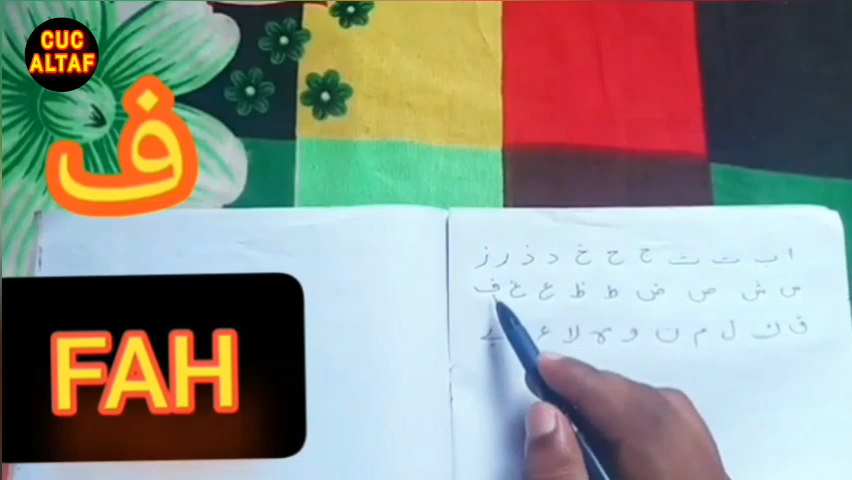 CUC
ALTAF
ف
FAH
ا ب ت ث ج ح خ د ذ ر ز
س ش ص ض ط ظ ع غ ف
ق ك ل م ن و ه لا ء